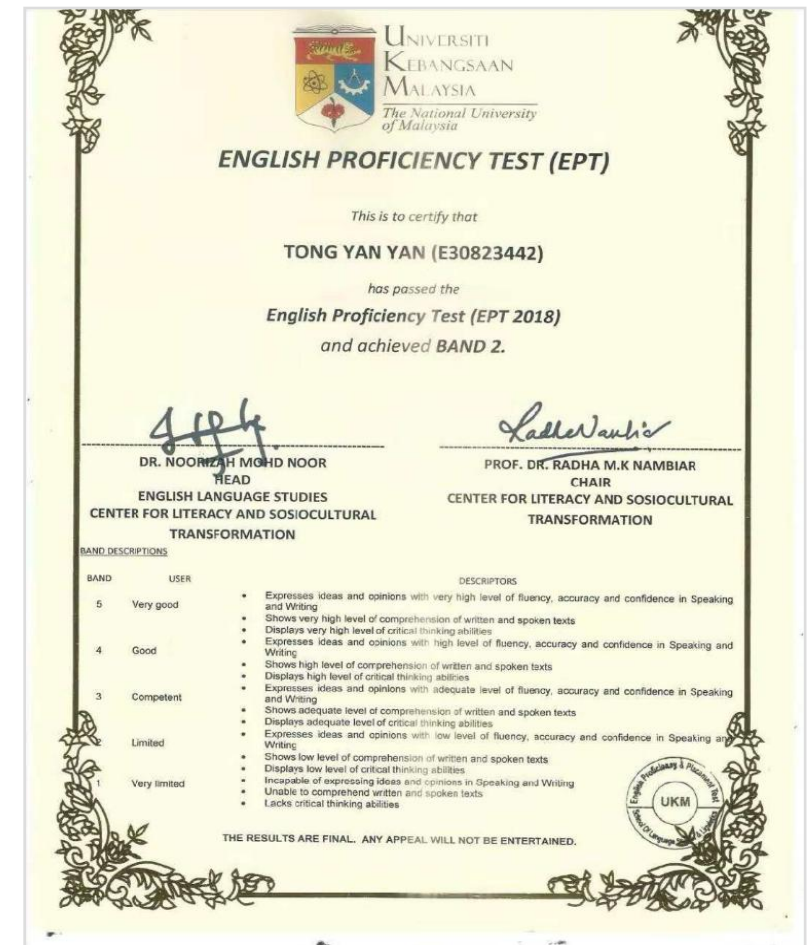 UNIVERSITI
KEBANGSAAN
MALAYSIA
The National University
of Malaysia
ENGLISH PROFICIENCY TEST (EPT)
This is to certify that
TONG YAN YAN (E30823442)
has passed the
English Proficiency Test (EPT 2018)
and achieved BAND 2.
DR. NOORIZAH MOHD NOOR
HEAD
ENGLISH LANGUAGE STUDIES
CENTER FOR LITERACY AND SOSIOCULTURAL
TRANSFORMATION
PROF. DR. RADHA M.K NAMBIAR
CHAIR
CENTER FOR LITERACY AND SOSIOCULTURAL
TRANSFORMATION
BAND DESCRIPTIONS
BAND USER DESCRIPTORS
5 Very good
• Expresses ideas and opinions with very high level of fluency, accuracy and confidence in Speaking
and Writing
• Shows very high level of comprehension of written and spoken texts
• Displays very high level of critical thinking abilities
4 Good
• Expresses ideas and opinions with high level of fluency, accuracy and confidence in Speaking and
Writing
• Shows high level of comprehension of written and spoken texts
• Displays high level of critical thinking abilities
3 Competent
• Expresses ideas and opinions with adequate level of fluency, accuracy and confidence in Speaking
and Writing
• Shows adequate level of comprehension of written and spoken texts
• Displays adequate level of critical thinking abilities
2 Limited
• Expresses ideas and opinions with low level of fluency, accuracy and confidence in Speaking and
Writing
• Shows low level of comprehension of written and spoken texts
• Displays low level of critical thinking abilities
1 Very limited
• Incapable of expressing ideas and opinions in Speaking and Writing
• Unable to comprehend written and spoken texts
• Lacks critical thinking abilities
English Proficiency & Placement Test
UKM
School Of Language Studies & Linguistics
THE RESULTS ARE FINAL. ANY APPEAL WILL NOT BE ENTERTAINED.